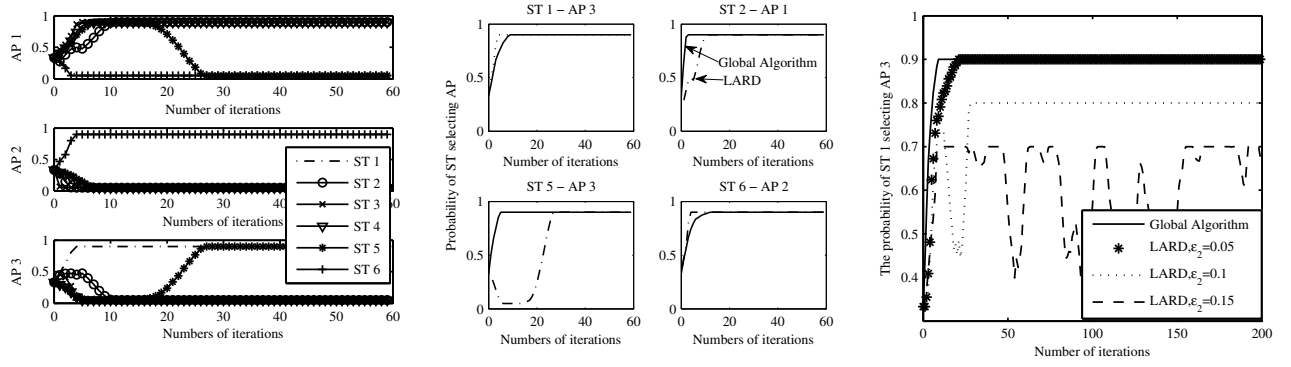 AP 1
1
0.5
0
0 10 20 30 40 50 60
Number of iterations
AP 2
1
0.5
0
0 10 20 60
Numbers of iterations
AP 3
1
0.5
0
0 10 20 30 40 50 60
Numbers of iterations
ST 1
ST 2
ST 3
ST 4
ST 5
ST 6
Probability of ST selecting AP
ST 1 − AP 3
1
0.5
0
0 20 40 60
Number of iterations
ST 2 − AP 1
1
0.5
0
Global Algorithm
LARD
0 20 40 60
Number of iterations
ST 5 − AP 3
1
0.5
0
0 20 40 60
Numbers of iterations
ST 6 − AP 2
1
0.5
0
0 20 40 60
Numbers of iterations
The probability of ST 1 selecting AP 3
1
0.9
0.8
0.7
0.6
0.5
0.4
Global Algorithm
LARD,ε2=0.05
LARD,ε2=0.1
LARD,ε2=0.15
50 100 150 200
Number of iterations